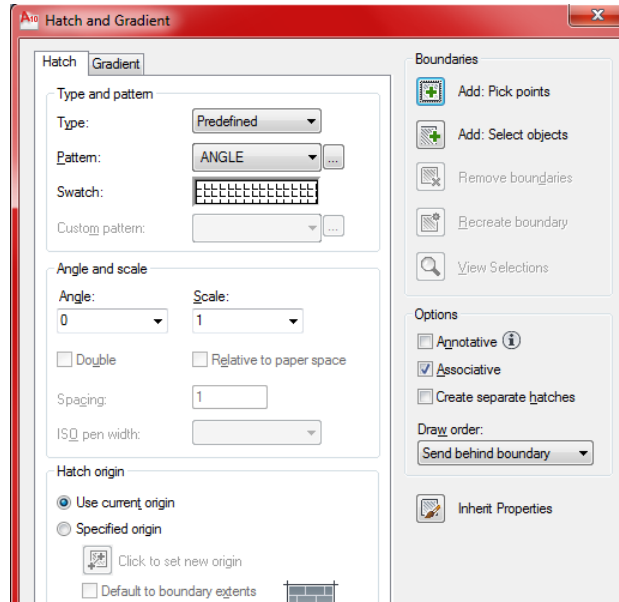 A10 Hatch and Gradient
Hatch Gradient
Type and pattern
Type: Predefined
Pattern: ANGLE ...
Swatch:
Custom pattern: ...
Angle and scale
Angle: Scale:
0 1
Double Relative to paper space
Spacing: 1
ISO pen width:
Hatch origin
Use current origin
Specified origin
Click to set new origin
Default to boundary extents
Boundaries
Add: Pick points
Add: Select objects
Remove boundaries
Recreate boundary
View Selections
Options
Annotative
Associative
Create separate hatches
Draw order:
Send behind boundary
Inherit Properties